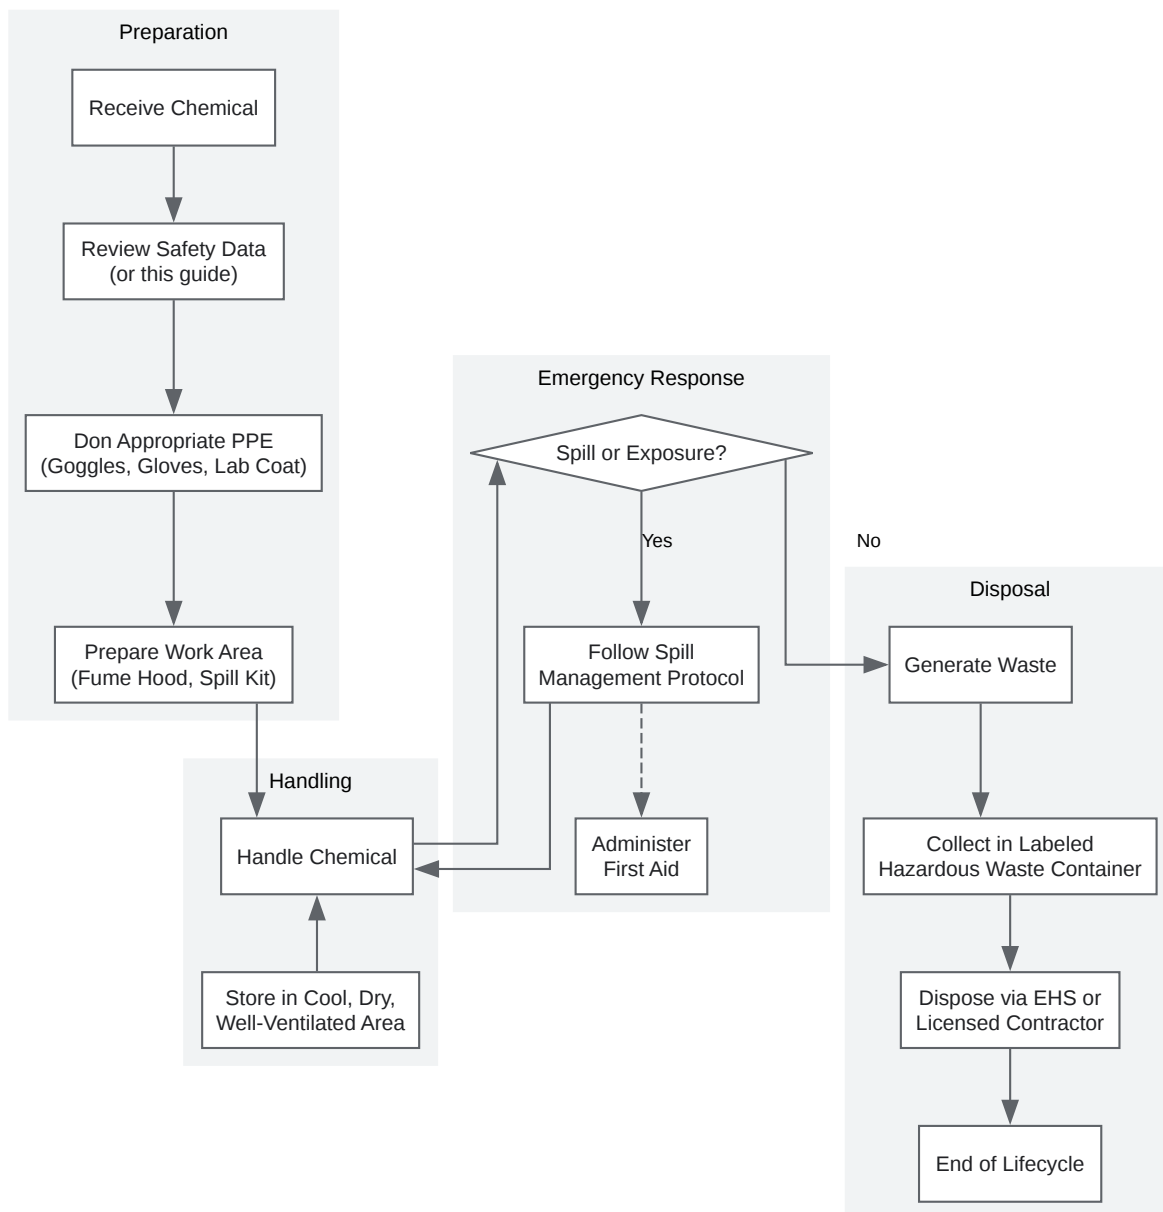 Preparation
Receive Chemical
Review Safety Data
(or this guide)
Don Appropriate PPE
(Goggles, Gloves, Lab Coat)
Prepare Work Area
(Fume Hood, Spill Kit)
Handling
Handle Chemical
Store in Cool, Dry,
Well-Ventilated Area
Emergency Response
Spill or Exposure?
Yes
Follow Spill
Management Protocol
Administer
First Aid
No
Disposal
Generate Waste
Collect in Labeled
Hazardous Waste Container
Dispose via EHS or
Licensed Contractor
End of Lifecycle